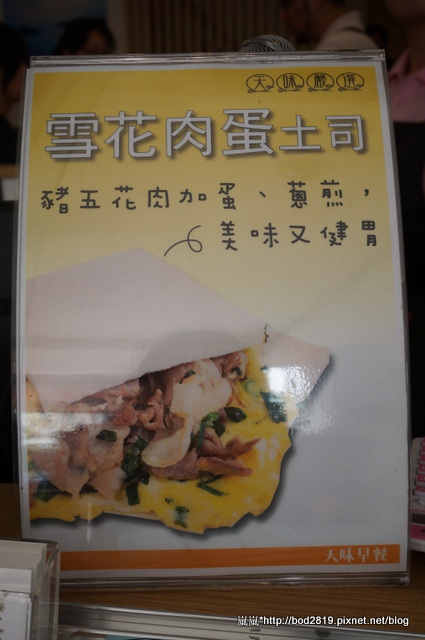 天味嚴選
雪花肉蛋土司
豬五花肉加蛋、蔥煎，
美味又健胃
天味早餐
嵐嵐*http://bod2819.pixnet.net/blog